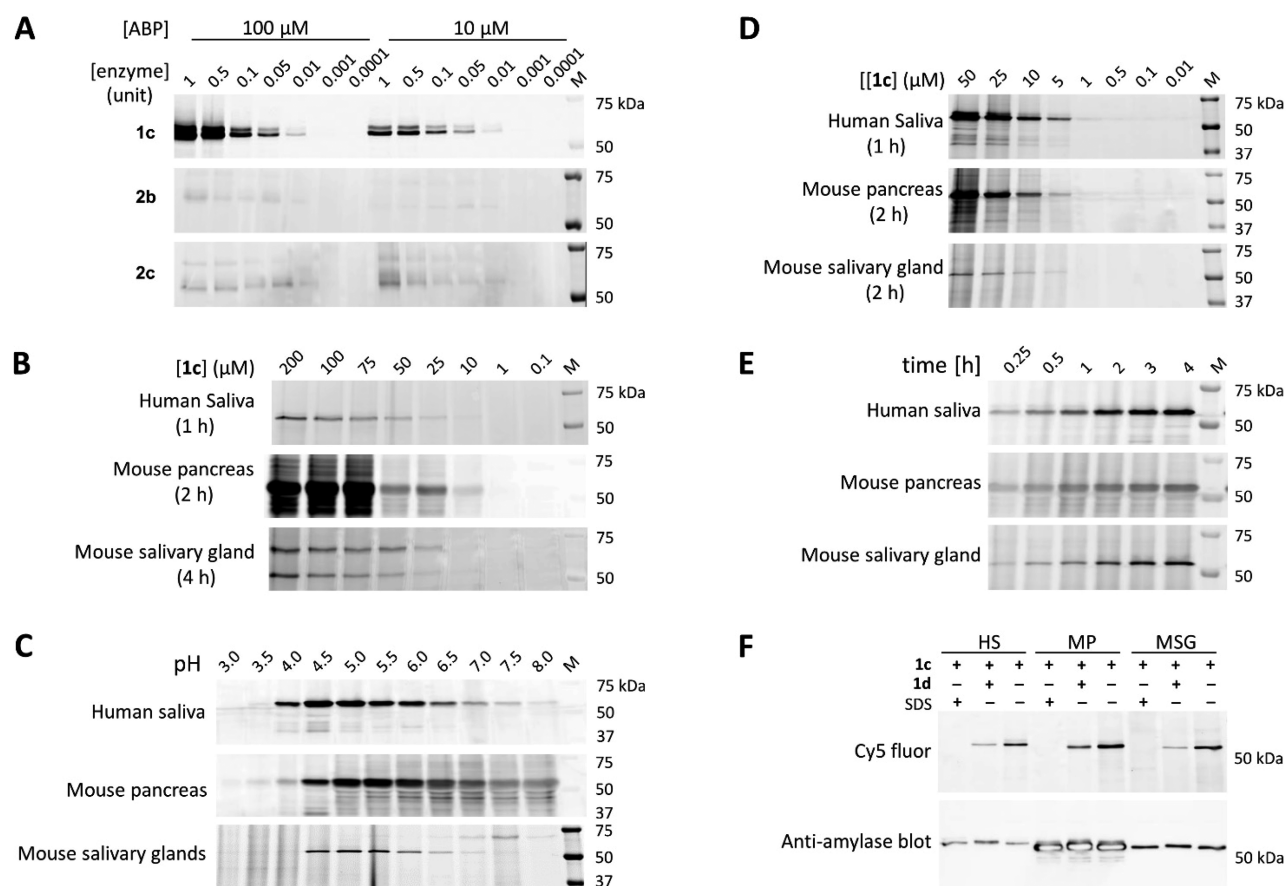 A
[ABP] 100 µM 10 µM
[enzyme] (unit) 1 0.5 0.1 0.05 0.01 0.001 0.0001 1 0.5 0.1 0.05 0.01 0.001 0.0001 M
75 kDa
1c
50
75
2b
50
75
2c
50
B
[1c] (µM) 200 100 75 50 25 10 1 0.1 M
75 kDa
Human Saliva
(1 h)
50
75
Mouse pancreas
(2 h)
50
75
Mouse salivary gland
(4 h)
50
C
pH 3.0 3.5 4.0 4.5 5.0 5.5 6.0 6.5 7.0 7.5 8.0 M
75 kDa
Human saliva
50
37
75
Mouse pancreas
50
37
75
Mouse salivary glands
50
37
D
[[1c] (µM) 50 25 10 5 1 0.5 0.1 0.01 M
75 kDa
Human Saliva
(1 h)
50
37
75
Mouse pancreas
(2 h)
50
37
75
Mouse salivary gland
(2 h)
50
37
E
time [h] 0.25 0.5 1 2 3 4 M
75 kDa
Human saliva
50
75
Mouse pancreas
50
75
Mouse salivary gland
50
F
HS MP MSG
1c + + + + + + + + +
1d – + – – + – – + –
SDS + – – + – – + – –
Cy5 fluor
50 kDa
Anti-amylase blot
50 kDa